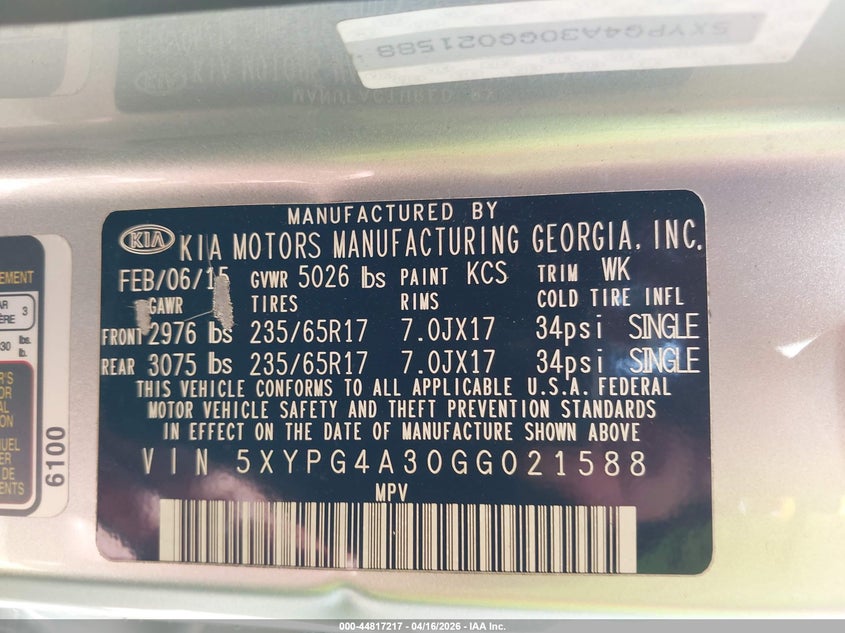 5XYPG4A30GG021588
MANUFACTURED BY
KIA KIA MOTORS MANUFACTURING GEORGIA, INC.
FEB/06/15 GVWR 5026 lbs PAINT KCS TRIM WK
GAWR TIRES RIMS COLD TIRE INFL
FRONT 2976 lbs 235/65R17 7.0JX17 34psi SINGLE
REAR 3075 lbs 235/65R17 7.0JX17 34psi SINGLE
THIS VEHICLE CONFORMS TO ALL APPLICABLE U.S.A. FEDERAL
MOTOR VEHICLE SAFETY AND THEFT PREVENTION STANDARDS
IN EFFECT ON THE DATE OF MANUFACTURE SHOWN ABOVE
VIN 5XYPG4A30GG021588
MPV
3
lbs.
lb.
6100
000-44817217 - 04/16/2026 - IAA Inc.